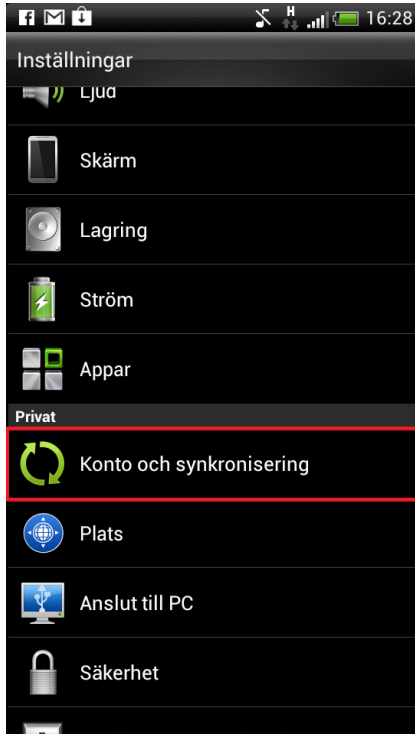 H 16:28
Inställningar
Ljud
Skärm
Lagring
Ström
Appar
Privat
Konto och synkronisering
Plats
Anslut till PC
Säkerhet